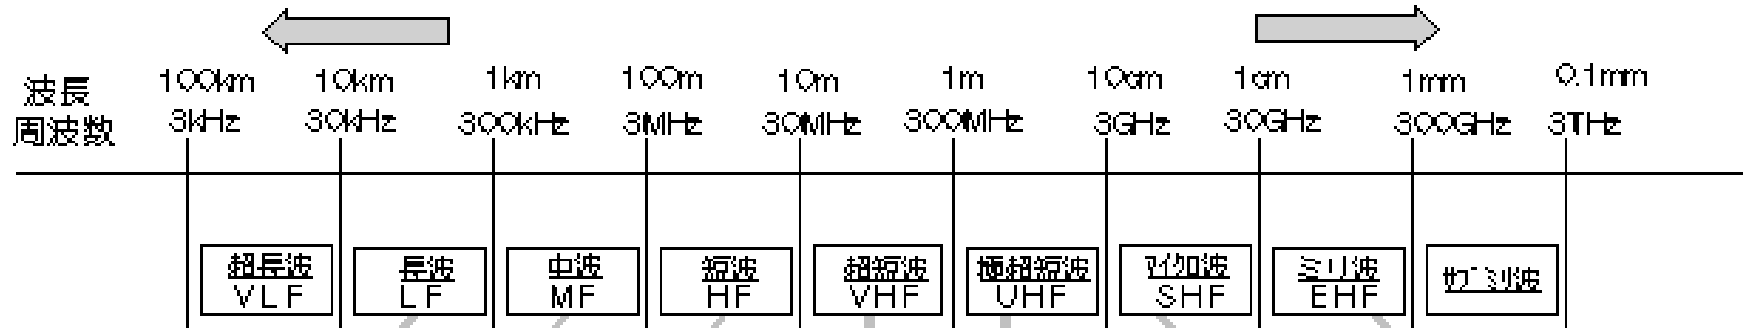 波長 100km 10km 1km 100m 10m 1m 10cm 1cm 1mm 0.1mm
周波数 3kHz 30kHz 300kHz 3MHz 30MHz 300MHz 3GHz 30GHz 300GHz 3THz
超長波 長波 中波 短波 超短波 極超短波 ﾏｲｸﾛ波 ミリ波 ｻﾌﾞﾐﾘ波
VLF LF MF HF VHF UHF SHF EHF